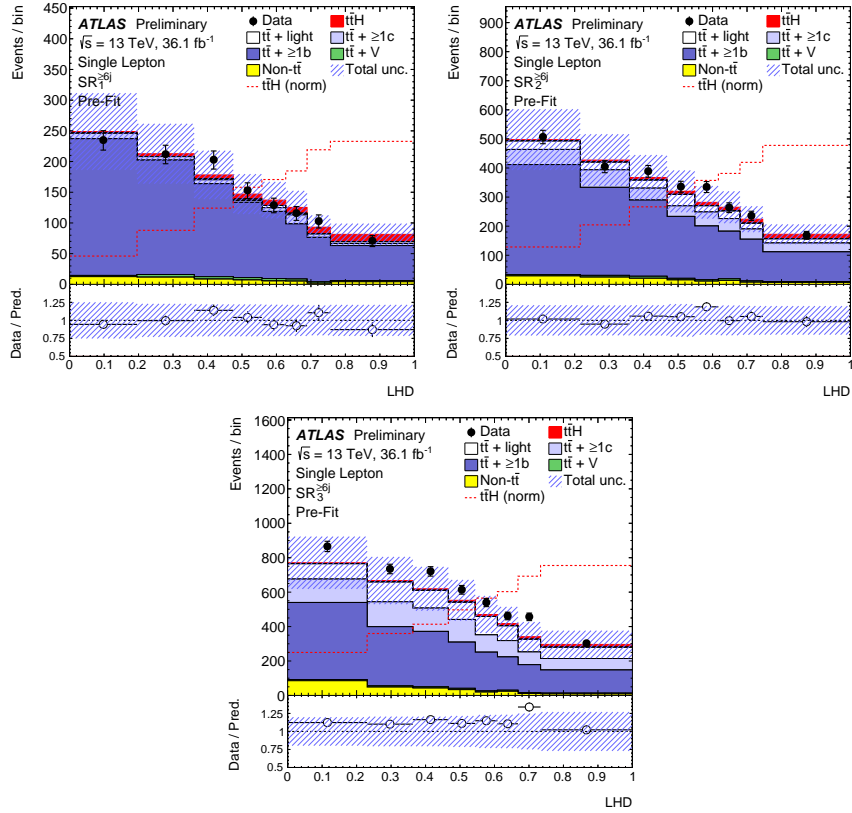 ATLAS Preliminary
√s = 13 TeV, 36.1 fb⁻¹
Single Lepton
SR₁^≥6j
Pre-Fit
Data
tt̄H
tt̄ + light
tt̄ + ≥1c
tt̄ + ≥1b
tt̄ + V
Non-tt̄
Total unc.
tt̄H (norm)
Events / bin
450
400
350
300
250
200
150
100
50
0
Data / Pred.
1.25
1
0.75
0.5
0 0.1 0.2 0.3 0.4 0.5 0.6 0.7 0.8 0.9 1
LHD
ATLAS Preliminary
√s = 13 TeV, 36.1 fb⁻¹
Single Lepton
SR₂^≥6j
Pre-Fit
Data
tt̄H
tt̄ + light
tt̄ + ≥1c
tt̄ + ≥1b
tt̄ + V
Non-tt̄
Total unc.
tt̄H (norm)
Events / bin
900
800
700
600
500
400
300
200
100
0
Data / Pred.
1.25
1
0.75
0.5
0 0.1 0.2 0.3 0.4 0.5 0.6 0.7 0.8 0.9 1
LHD
ATLAS Preliminary
√s = 13 TeV, 36.1 fb⁻¹
Single Lepton
SR₃^≥6j
Pre-Fit
Data
tt̄H
tt̄ + light
tt̄ + ≥1c
tt̄ + ≥1b
tt̄ + V
Non-tt̄
Total unc.
tt̄H (norm)
Events / bin
1600
1400
1200
1000
800
600
400
200
0
Data / Pred.
1.25
1
0.75
0.5
0 0.1 0.2 0.3 0.4 0.5 0.6 0.7 0.8 0.9 1
LHD